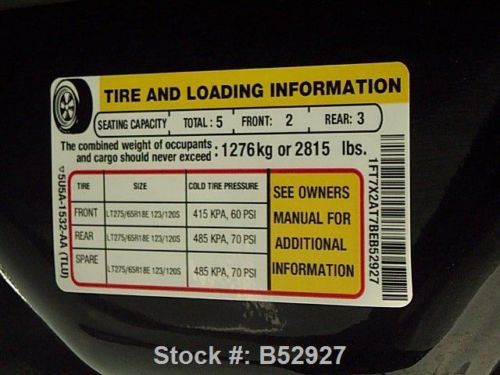 TIRE AND LOADING INFORMATION
SEATING CAPACITY TOTAL : 5 FRONT: 2 REAR: 3
The combined weight of occupants
and cargo should never exceed : 1276kg or 2815 lbs.
TIRE SIZE COLD TIRE PRESSURE
FRONT LT275/65R18E 123/120S 415 KPA, 60 PSI
REAR LT275/65R18E 123/120S 485 KPA, 70 PSI
SPARE LT275/65R18E 123/120S 485 KPA, 70 PSI
SEE OWNERS
MANUAL FOR
ADDITIONAL
INFORMATION
5U5A-1532-AA (TLU)
1FT7X2AT7BEB52927
Stock #: B52927